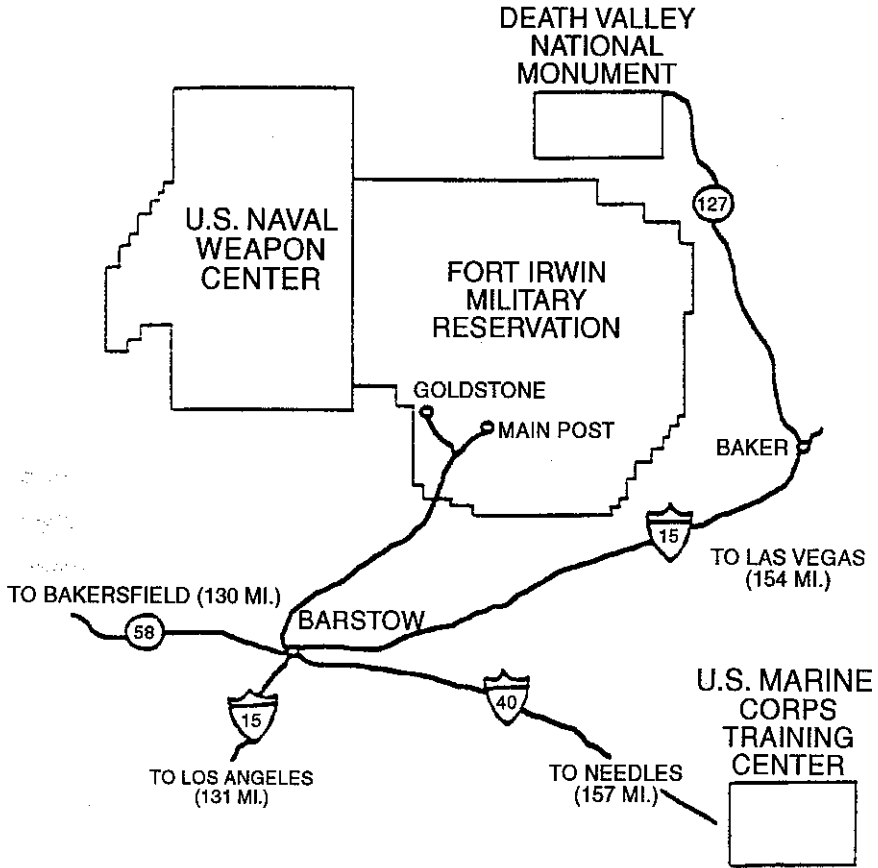 DEATH VALLEY
NATIONAL
MONUMENT
127
U.S. NAVAL
WEAPON
CENTER
FORT IRWIN
MILITARY
RESERVATION
GOLDSTONE
MAIN POST
BAKER
15
TO LAS VEGAS
(154 MI.)
TO BAKERSFIELD (130 MI.)
58
BARSTOW
15
40
TO LOS ANGELES
(131 MI.)
TO NEEDLES
(157 MI.)
U.S. MARINE
CORPS
TRAINING
CENTER